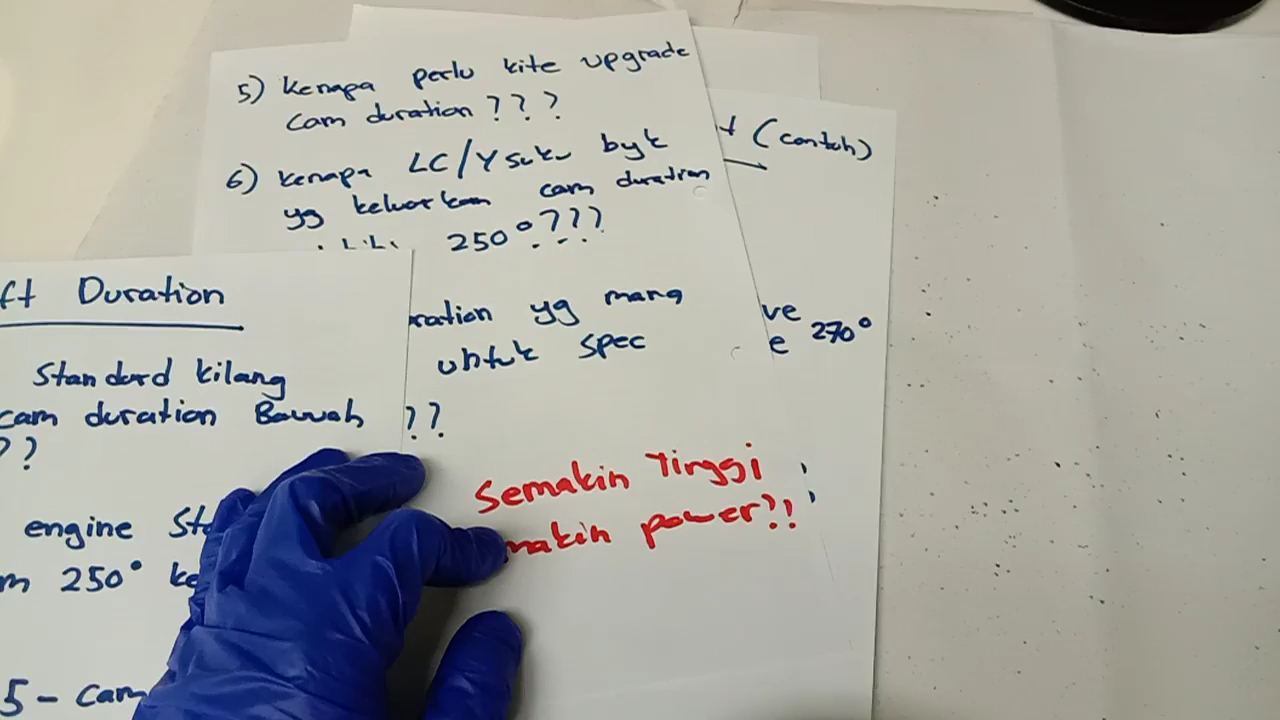 5) Kenapa perlu kite upgrade
cam duration ???
6) Kenapa LC/Y suku byk
yg keluarkan cam duration
250°???
ration yg mana
untuk spec
??
Semakin Tinggi
makin power?!
t (contoh)
ve
e 270°
ft Duration
Standard kilang
cam duration Bawah
??
engine Sta
m 250° ke
5 - cam